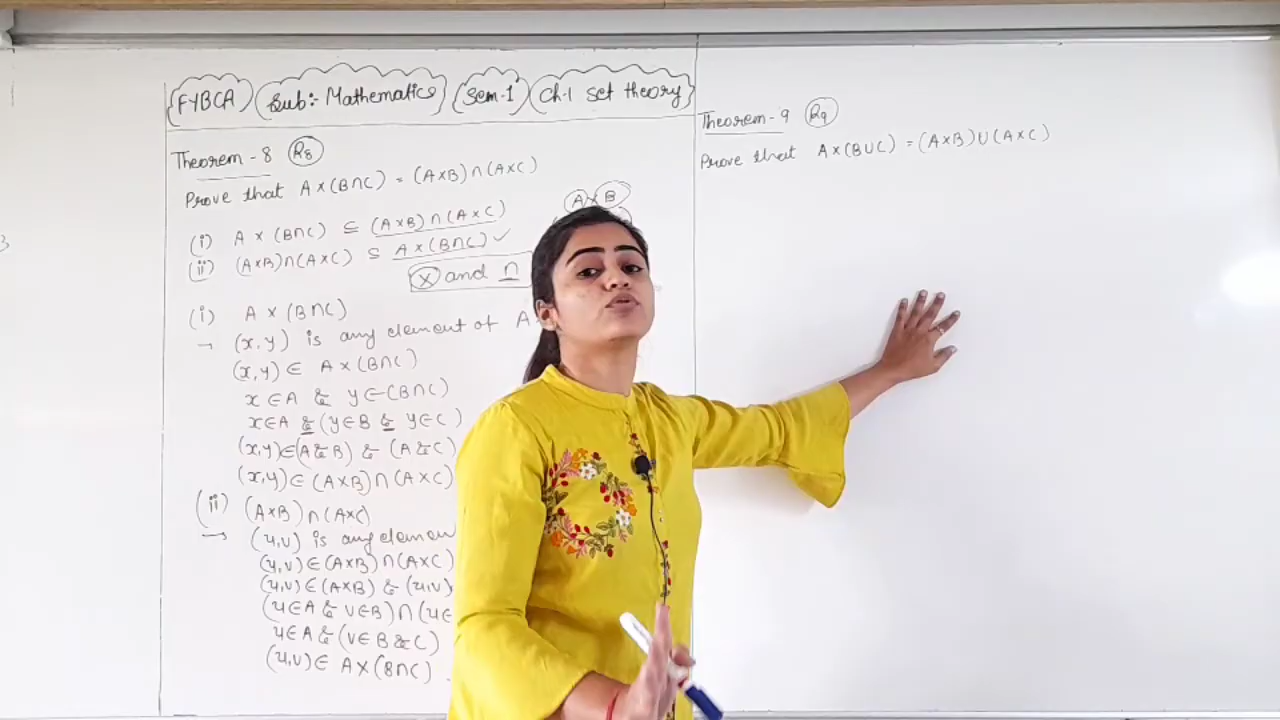 FYBCA Sub:- Mathematics Sem-1 Ch-1 Set theory
Theorem - 8 R8
Prove that A×(B∩C) = (A×B)∩(A×C)
A×B
(i) A × (B∩C) ⊆ (A×B)∩(A×C)
(ii) (A×B)∩(A×C) ⊆ A×(B∩C) ✓
× and ∩
(i) A × (B∩C)
→ (x,y) is any element of A
(x,y) ∈ A×(B∩C)
x∈A & y∈(B∩C)
x∈A & (y∈B & y∈C)
(x,y)∈(A&B) & (A&C)
(x,y)∈(A×B)∩(A×C)
(ii) (A×B)∩(A×C)
→ (u,v) is any elemen
(u,v)∈(A×B)∩(A×C)
(u,v)∈(A×B) & (u,v)
(u∈A & v∈B)∩(u∈
u∈A & (v∈B & C)
(u,v)∈ A×(B∩C)
Theorem - 9 R9
Prove that A×(B∪C) = (A×B)∪(A×C)